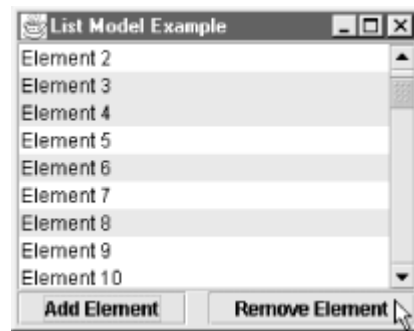 List Model Example
Element 2
Element 3
Element 4
Element 5
Element 6
Element 7
Element 8
Element 9
Element 10
Add Element Remove Element